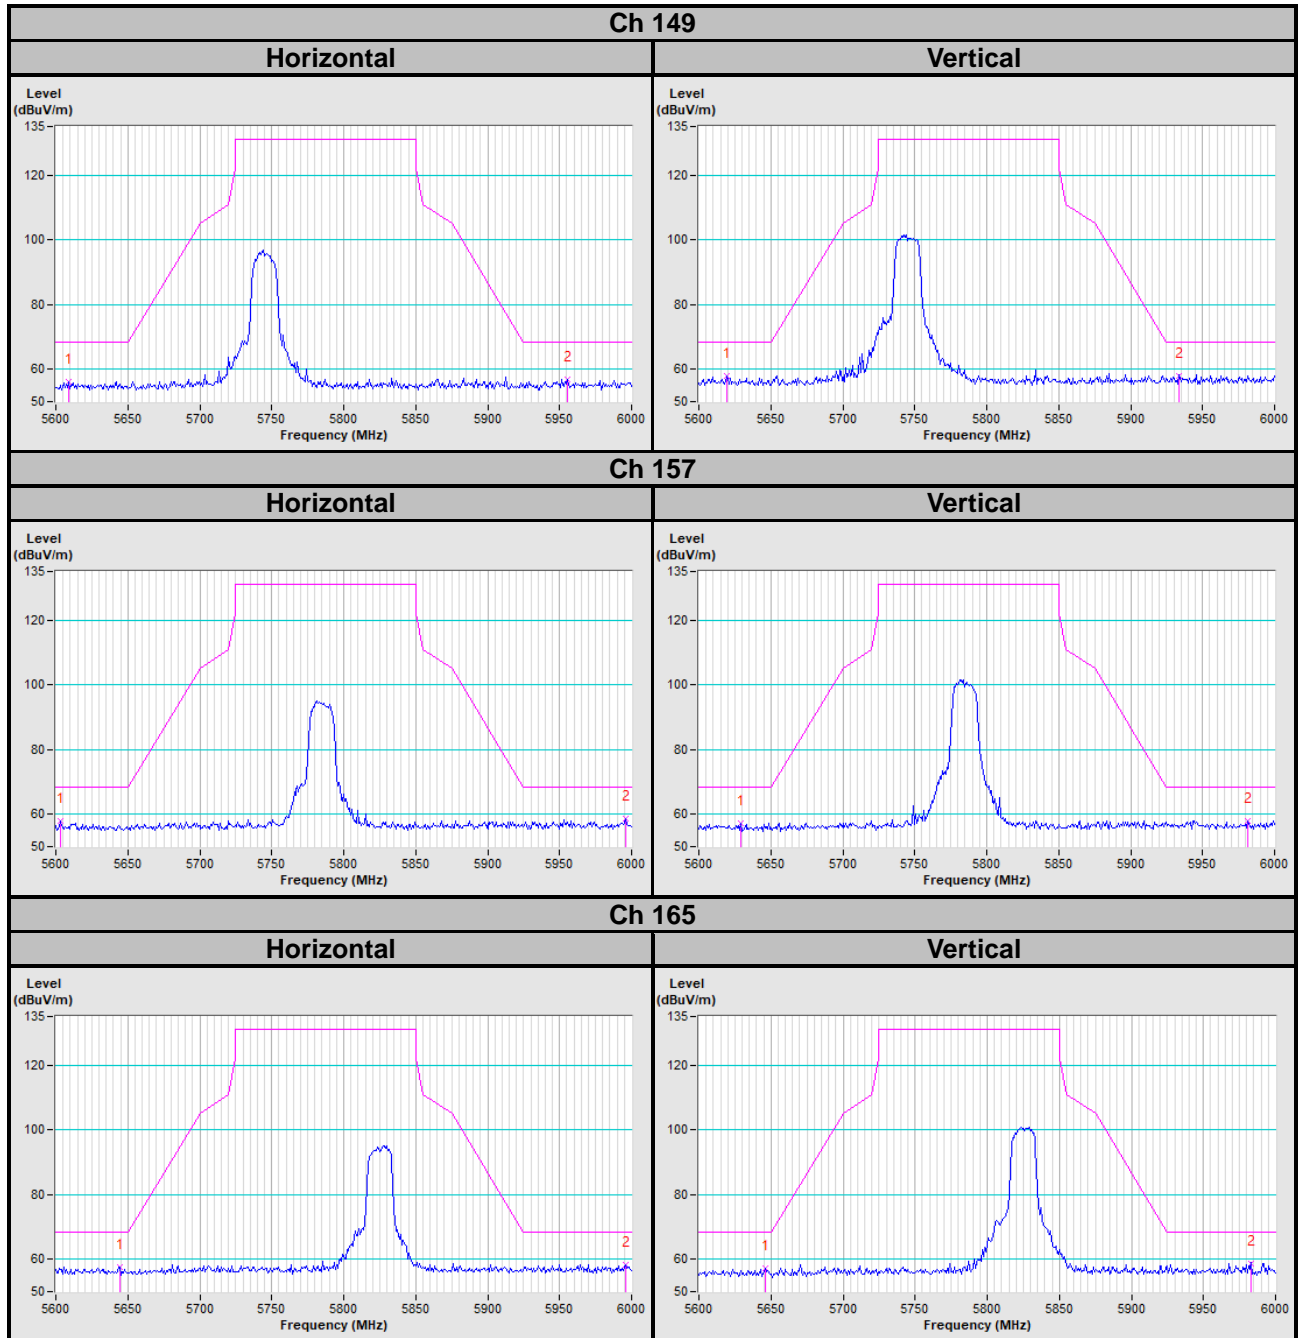 Ch 149
Horizontal Vertical
Level Level
(dBuV/m) (dBuV/m)
135 135
120 120
100 100
80 80
1 2 1 2
60 60
50 50
5600 5650 5700 5750 5800 5850 5900 5950 6000 5600 5650 5700 5750 5800 5850 5900 5950 6000
Frequency (MHz) Frequency (MHz)
Ch 157
Horizontal Vertical
Level Level
(dBuV/m) (dBuV/m)
135 135
120 120
100 100
80 80
1 2 1 2
60 60
50 50
5600 5650 5700 5750 5800 5850 5900 5950 6000 5600 5650 5700 5750 5800 5850 5900 5950 6000
Frequency (MHz) Frequency (MHz)
Ch 165
Horizontal Vertical
Level Level
(dBuV/m) (dBuV/m)
135 135
120 120
100 100
80 80
1 2 1 2
60 60
50 50
5600 5650 5700 5750 5800 5850 5900 5950 6000 5600 5650 5700 5750 5800 5850 5900 5950 6000
Frequency (MHz) Frequency (MHz)